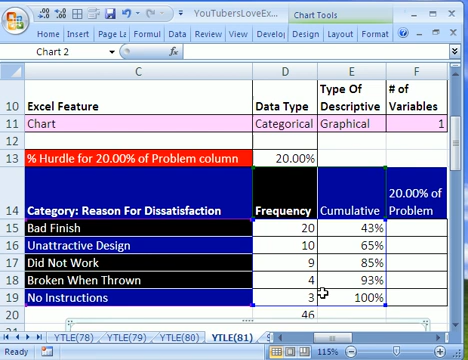 YouTubersLoveEx...
Chart Tools
Home Insert Page La Formul Data Review View Develo Design Layout Format
Chart 2
fx
C D E F
10 Excel Feature Data Type Type Of Descriptive # of Variables
11 Chart Categorical Graphical 1
12
13 % Hurdle for 20.00% of Problem column 20.00%
14 Category: Reason For Dissatisfaction Frequency Cumulative 20.00% of Problem
15 Bad Finish 20 43%
16 Unattractive Design 10 65%
17 Did Not Work 9 85%
18 Broken When Thrown 4 93%
19 No Instructions 3 100%
20 46
YTLE(78) YTLE(79) YTLE(80) YTLE(81)
115%